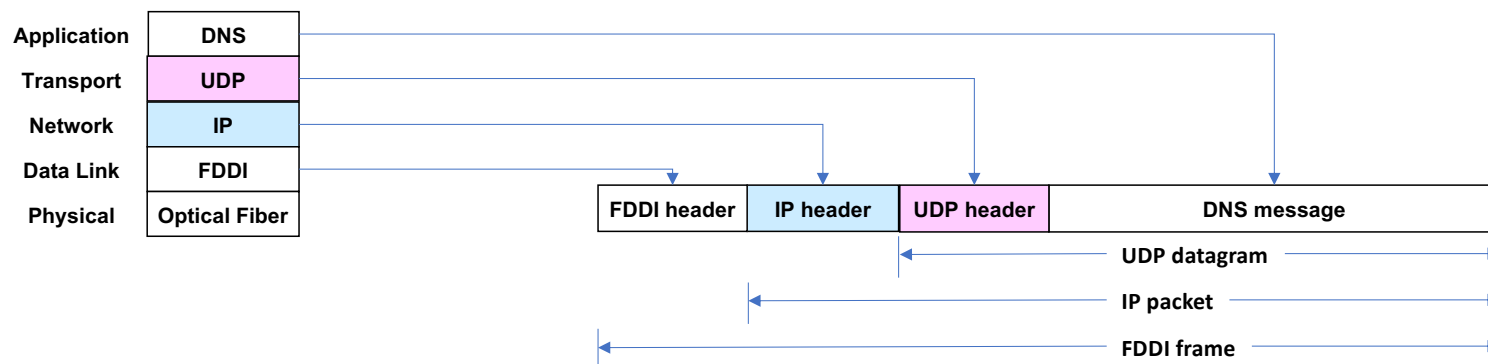 Application DNS
Transport UDP
Network IP
Data Link FDDI
Physical Optical Fiber
FDDI header IP header UDP header DNS message
UDP datagram
IP packet
FDDI frame